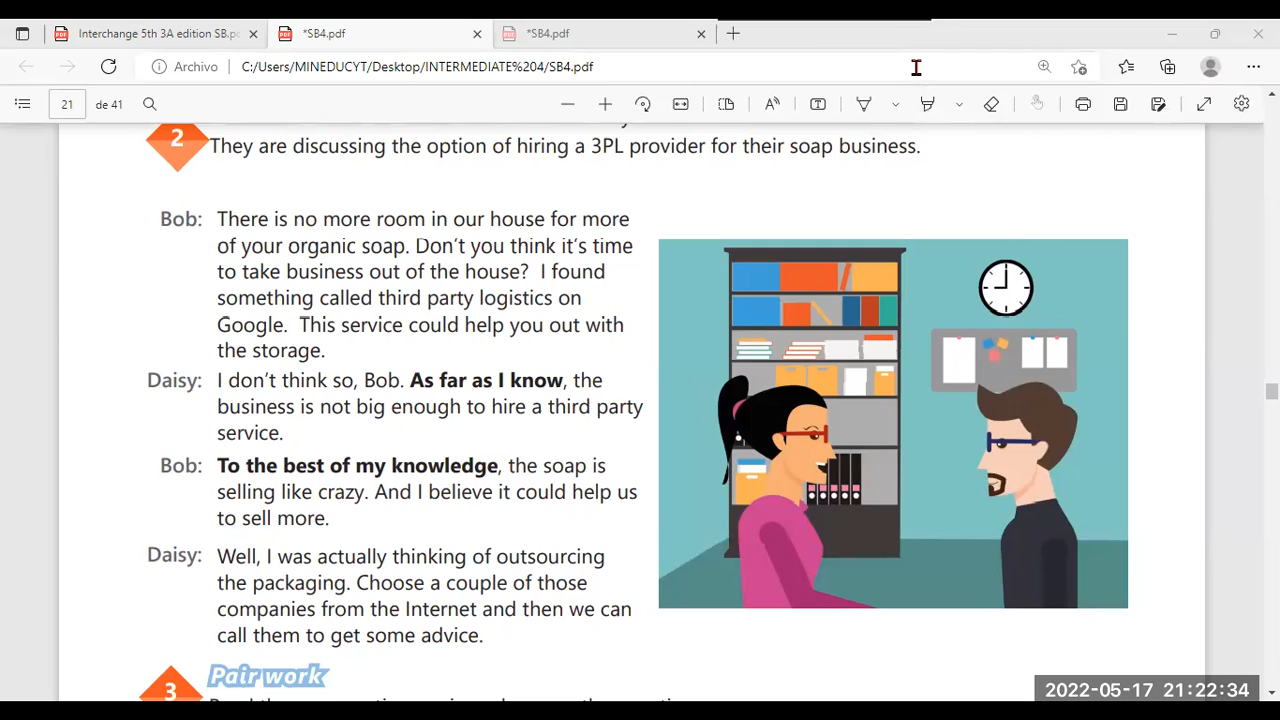 Interchange 5th 3A edition SB.pd
*SB4.pdf
*SB4.pdf
Archivo
C:/Users/MINEDUCYT/Desktop/INTERMEDIATE%204/SB4.pdf
21
de 41
2
They are discussing the option of hiring a 3PL provider for their soap business.
Bob: There is no more room in our house for more
of your organic soap. Don't you think it's time
to take business out of the house? I found
something called third party logistics on
Google. This service could help you out with
the storage.
Daisy: I don't think so, Bob. As far as I know, the
business is not big enough to hire a third party
service.
Bob: To the best of my knowledge, the soap is
selling like crazy. And I believe it could help us
to sell more.
Daisy: Well, I was actually thinking of outsourcing
the packaging. Choose a couple of those
companies from the Internet and then we can
call them to get some advice.
3
Pair work
2022-05-17 21:22:34